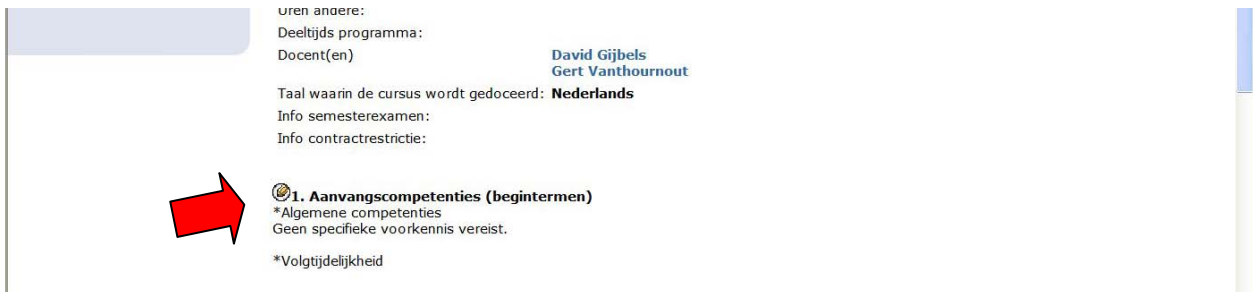 Uren andere:
Deeltijds programma:
Docent(en) David Gijbels
Gert Vanthournout
Taal waarin de cursus wordt gedoceerd: Nederlands
Info semesterexamen:
Info contractrestrictie:
1. Aanvangscompetenties (begintermen)
*Algemene competenties
Geen specifieke voorkennis vereist.
*Volgtijdelijkheid